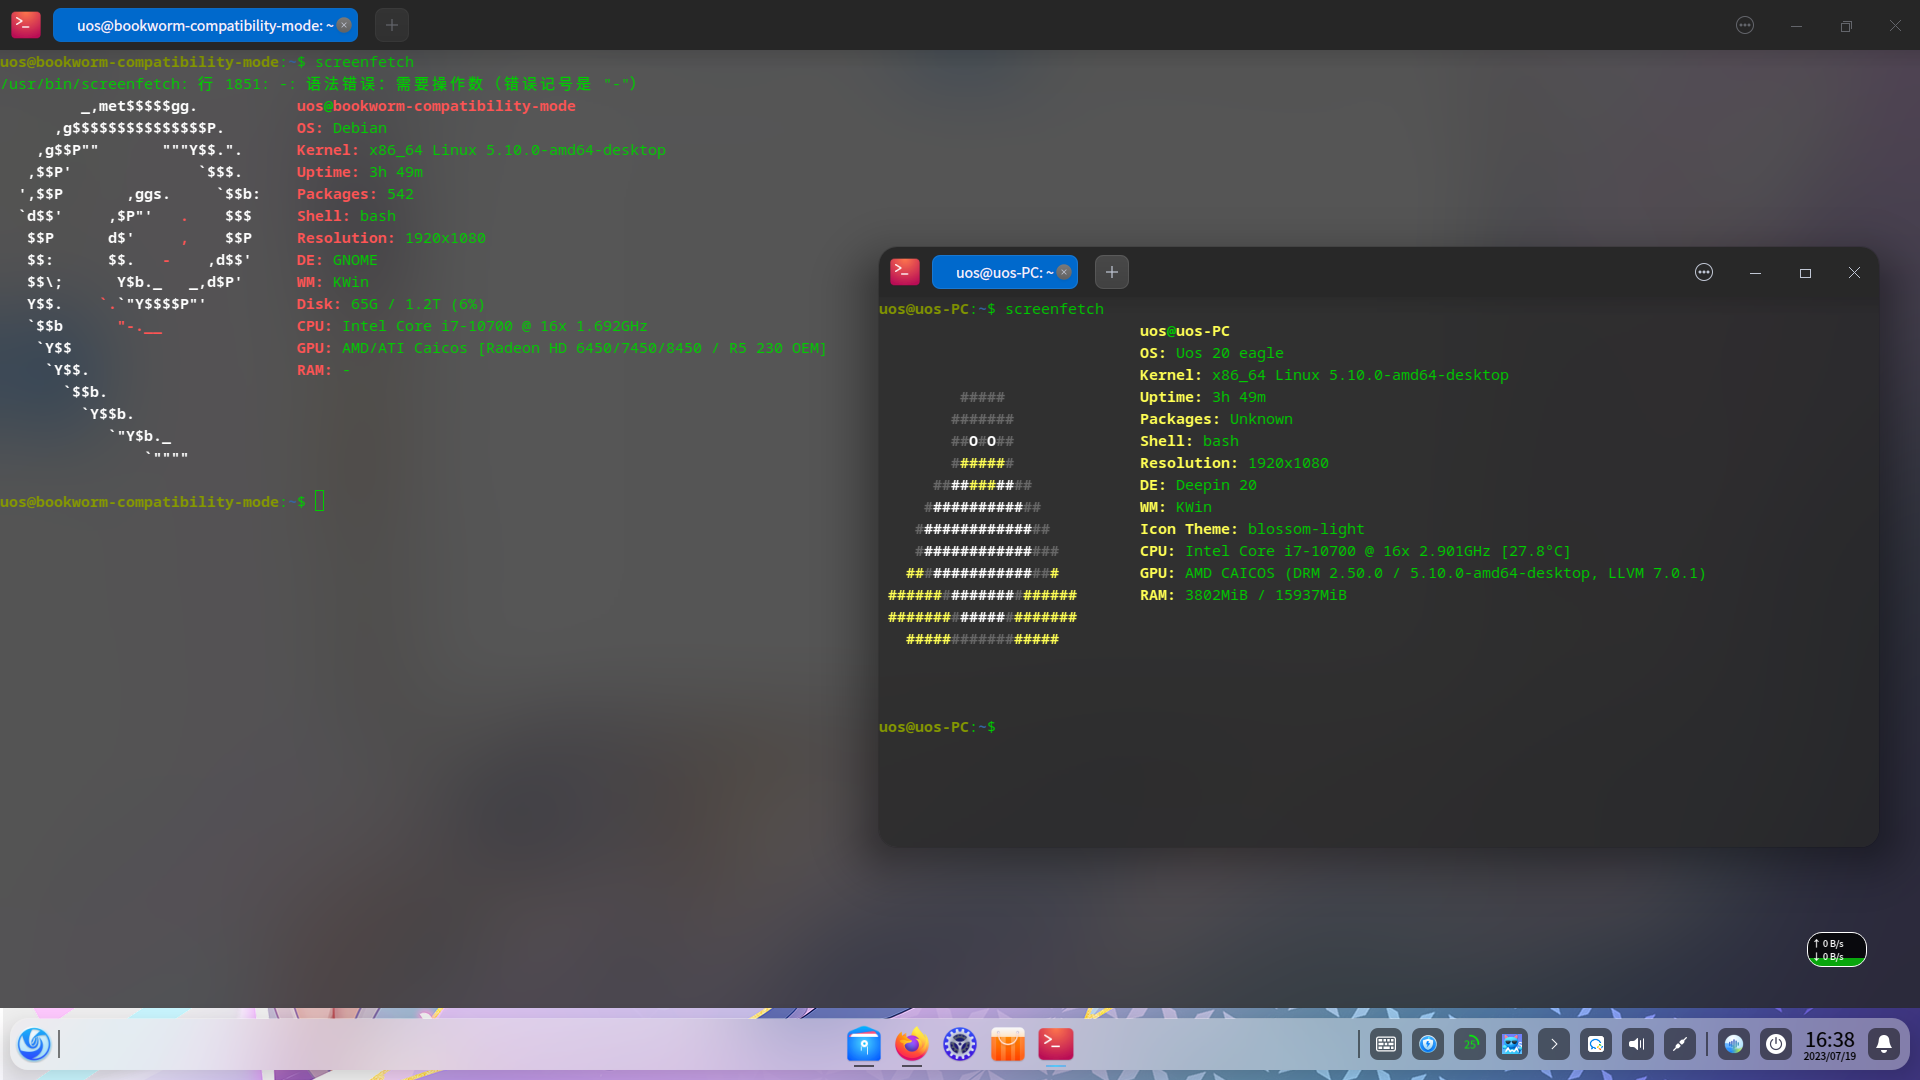 uos@bookworm-compatibility-mode: ~
uos@bookworm-compatibility-mode:~$ screenfetch
/usr/bin/screenfetch: 行 1851: -: 语法错误: 需要操作数 (错误记号是 "-")
         _,met$$$$$gg.           uos@bookworm-compatibility-mode
      ,g$$$$$$$$$$$$$$$P.        OS: Debian
    ,g$$P""       """Y$$.".      Kernel: x86_64 Linux 5.10.0-amd64-desktop
   ,$$P'              `$$$.      Uptime: 3h 49m
  ',$$P       ,ggs.     `$$b:    Packages: 542
  `d$$'     ,$P"'   .    $$$     Shell: bash
   $$P      d$'     ,    $$P     Resolution: 1920x1080
   $$:      $$.   -    ,d$$'     DE: GNOME
   $$\;      Y$b._   _,d$P'      WM: KWin
   Y$$.    `.`"Y$$$$P"'          Disk: 65G / 1.2T (6%)
   `$$b      "-.__               CPU: Intel Core i7-10700 @ 16x 1.692GHz
    `Y$$                         GPU: AMD/ATI Caicos [Radeon HD 6450/7450/8450 / R5 230 OEM]
     `Y$$.                       RAM: -
       `$$b.
         `Y$$b.
            `"Y$b._
                `""""
uos@bookworm-compatibility-mode:~$
uos@uos-PC: ~
uos@uos-PC:~$ screenfetch
                             uos@uos-PC
                             OS: Uos 20 eagle
                             Kernel: x86_64 Linux 5.10.0-amd64-desktop
         #####               Uptime: 3h 49m
        #######              Packages: Unknown
        ##O#O##              Shell: bash
        #######              Resolution: 1920x1080
      ###########            DE: Deepin 20
     #############           WM: KWin
    ###############          Icon Theme: blossom-light
    ################         CPU: Intel Core i7-10700 @ 16x 2.901GHz [27.8°C]
   #################         GPU: AMD CAICOS (DRM 2.50.0 / 5.10.0-amd64-desktop, LLVM 7.0.1)
 #####################       RAM: 3802MiB / 15937MiB
 #####################
   #################
uos@uos-PC:~$
↑ 0 B/s
↓ 0 B/s
25
16:38
2023/07/19